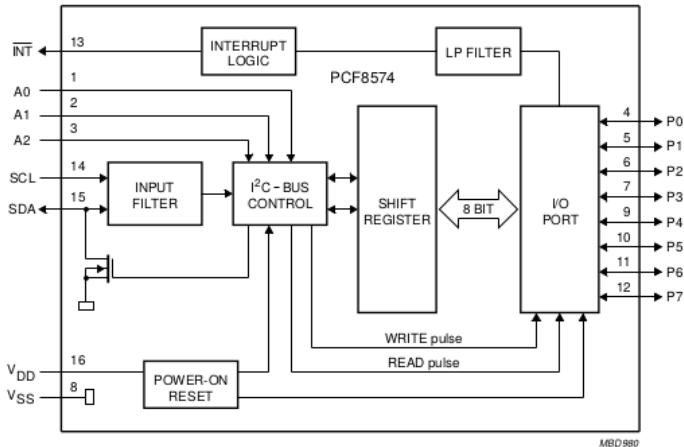 INT 13 INTERRUPT LOGIC LP FILTER
PCF8574
A0 1
A1 2
A2 3
SCL 14
SDA 15
INPUT FILTER
I²C - BUS CONTROL
SHIFT REGISTER
8 BIT
I/O PORT
4 P0
5 P1
6 P2
7 P3
9 P4
10 P5
11 P6
12 P7
WRITE pulse
READ pulse
VDD 16
VSS 8
POWER-ON RESET
MBD980